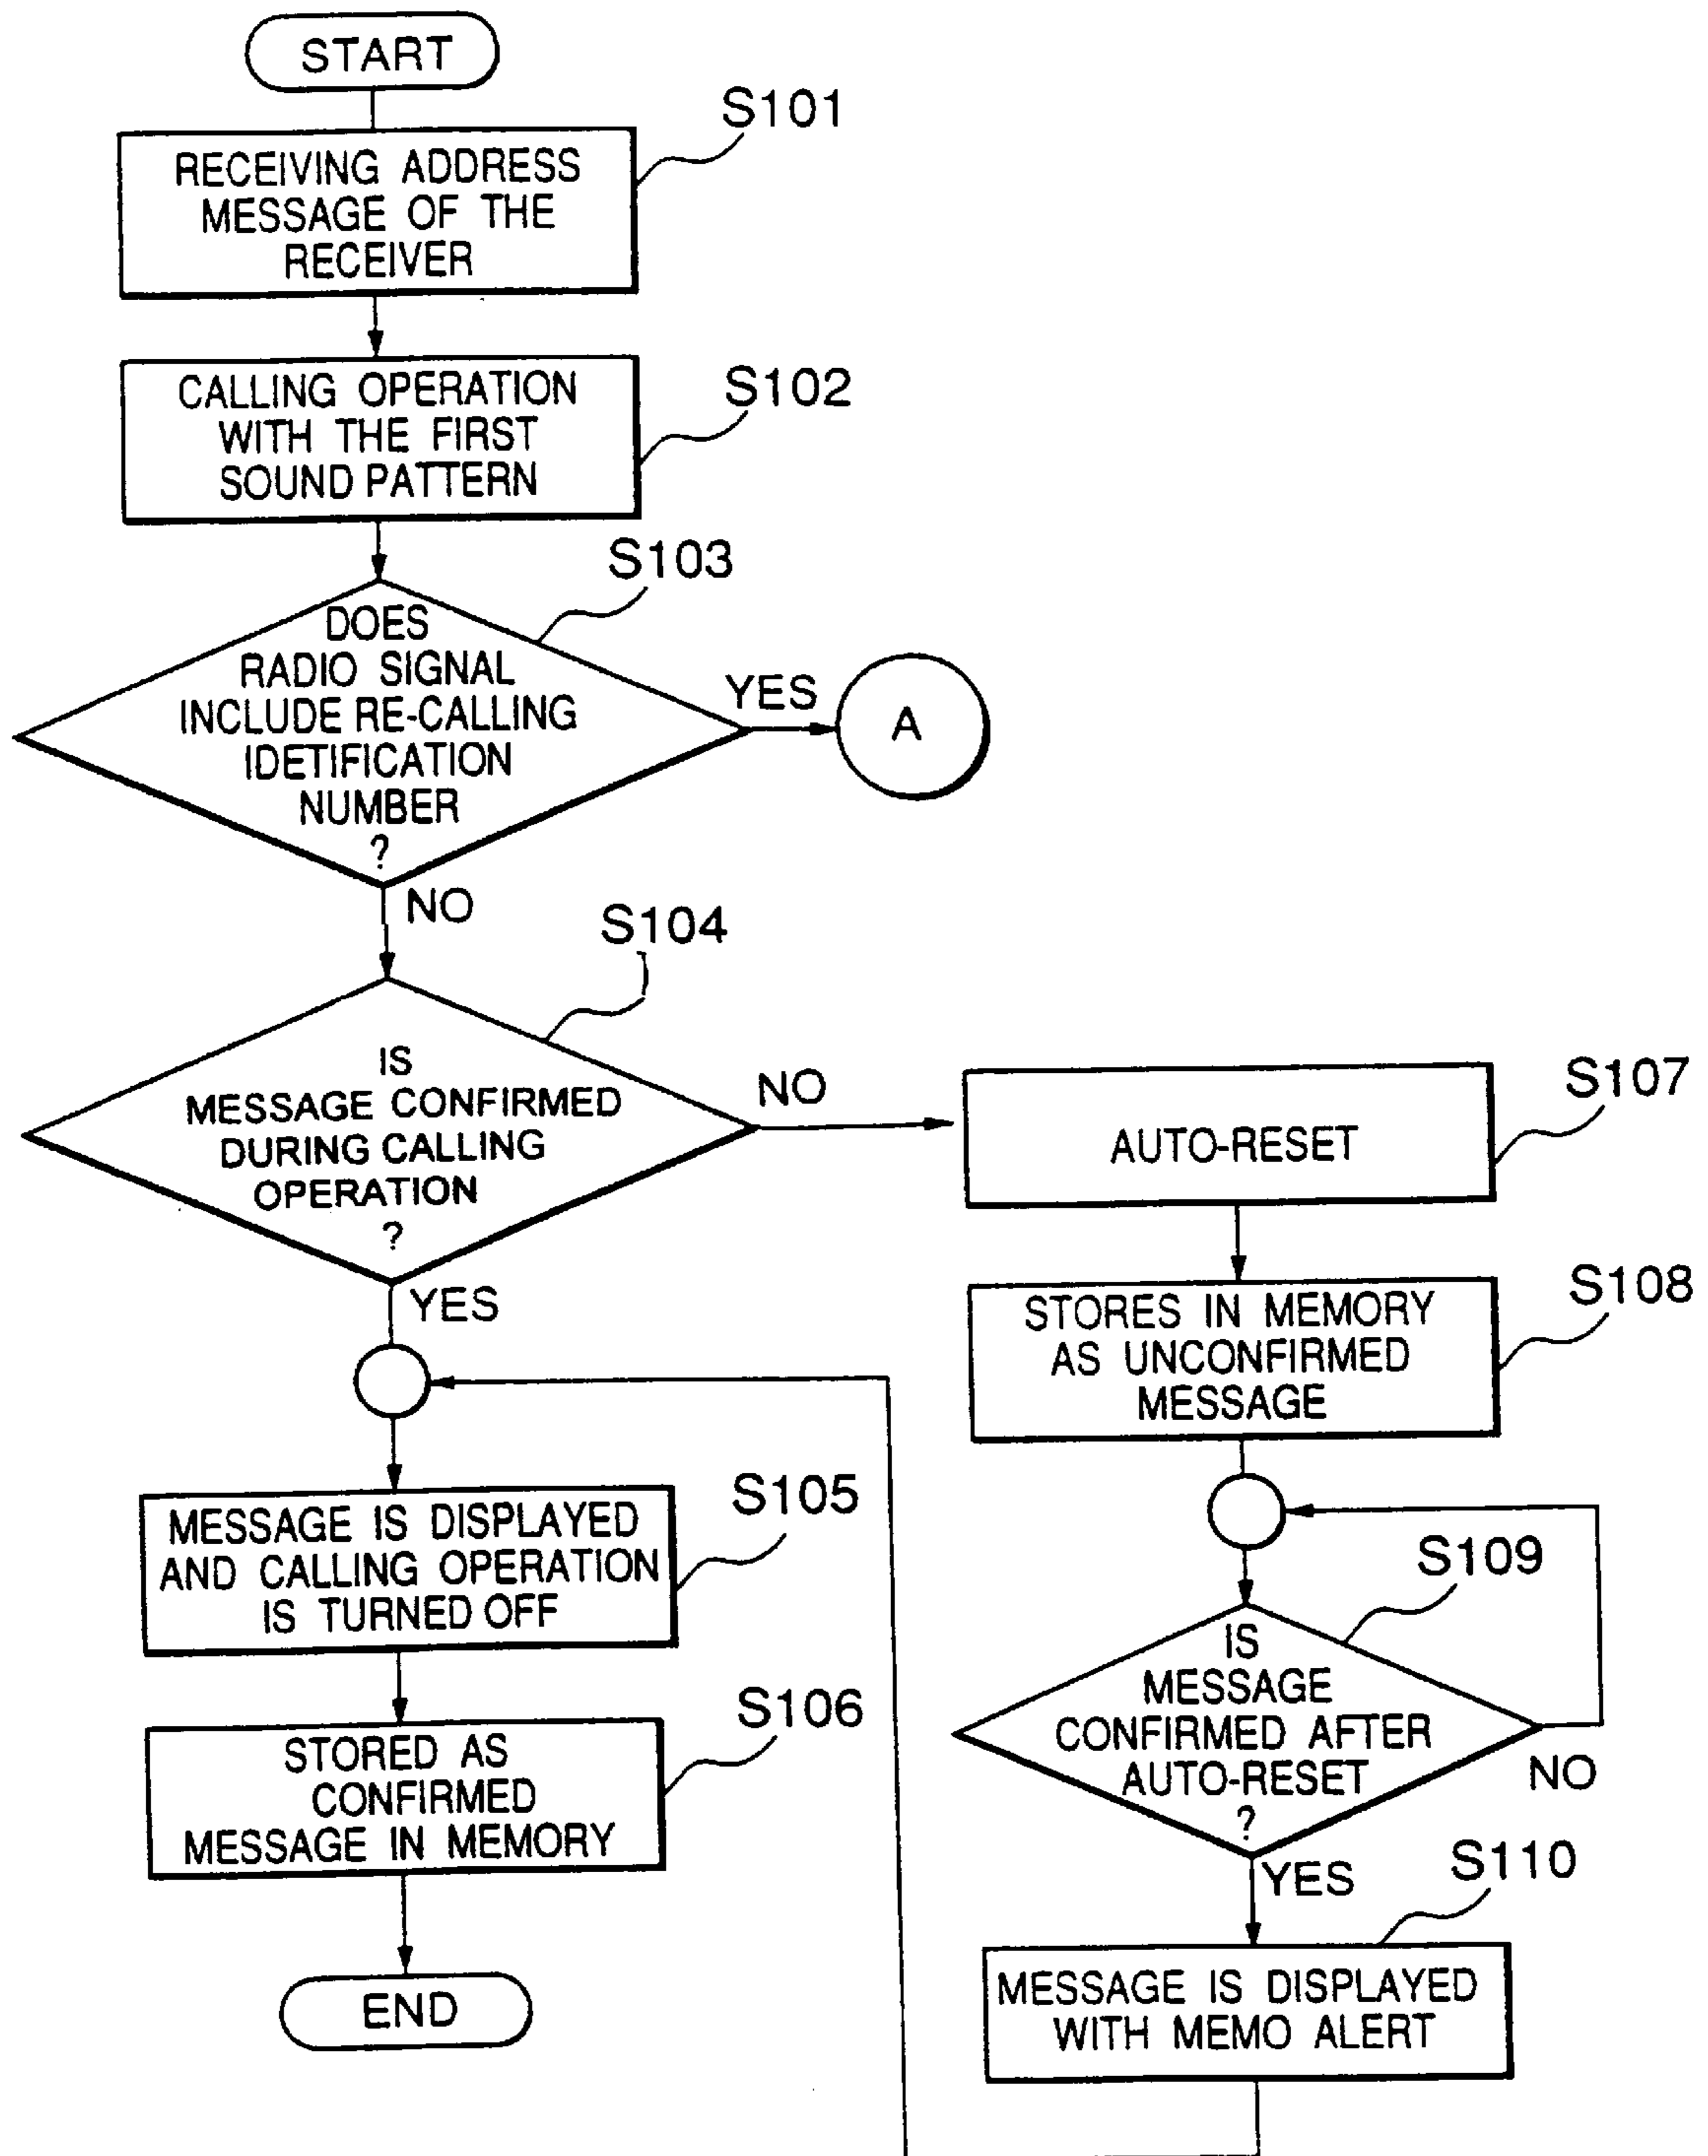 START
S101
RECEIVING ADDRESS
MESSAGE OF THE
RECEIVER
S102
CALLING OPERATION
WITH THE FIRST
SOUND PATTERN
S103
DOES
RADIO SIGNAL
INCLUDE RE-CALLING
IDETIFICATION
NUMBER
?
YES
A
NO
S104
IS
MESSAGE CONFIRMED
DURING CALLING
OPERATION
?
NO
YES
S107
AUTO-RESET
S108
STORES IN MEMORY
AS UNCONFIRMED
MESSAGE
S105
MESSAGE IS DISPLAYED
AND CALLING OPERATION
IS TURNED OFF
S109
IS
MESSAGE
CONFIRMED AFTER
AUTO-RESET
?
NO
YES
S106
STORED AS
CONFIRMED
MESSAGE IN MEMORY
S110
MESSAGE IS DISPLAYED
WITH MEMO ALERT
END